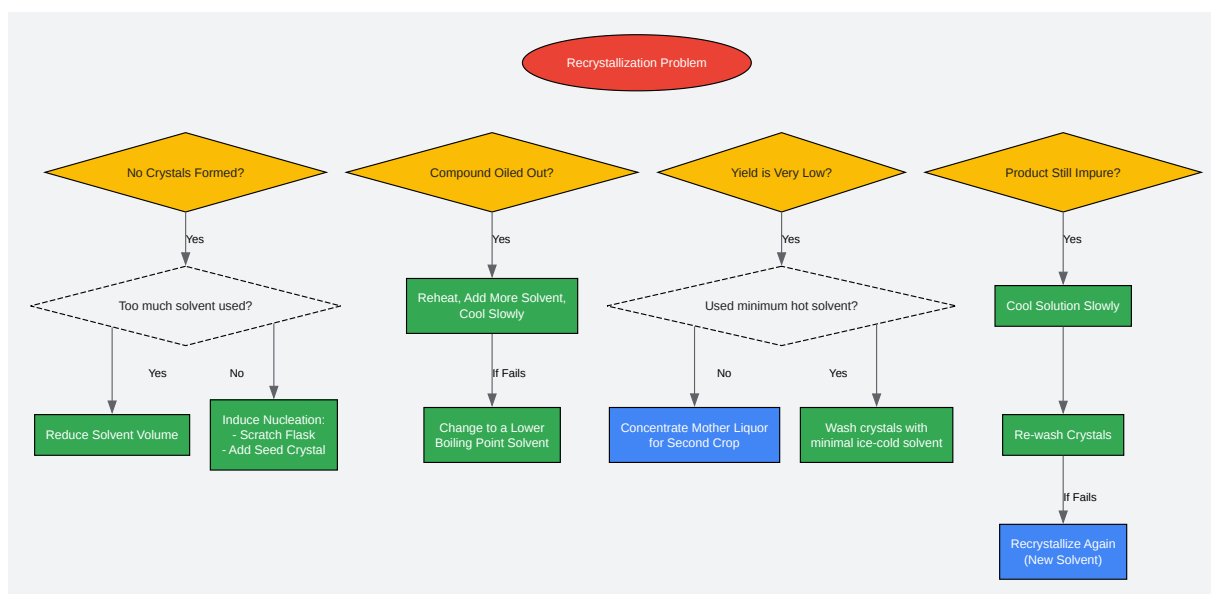 Recrystallization Problem
No Crystals Formed?
Compound Oiled Out?
Yield is Very Low?
Product Still Impure?
Yes
Yes
Yes
Yes
Too much solvent used?
Reheat, Add More Solvent,
Cool Slowly
Used minimum hot solvent?
Cool Solution Slowly
Yes
No
If Fails
No
Yes
Reduce Solvent Volume
Induce Nucleation:
- Scratch Flask
- Add Seed Crystal
Change to a Lower
Boiling Point Solvent
Concentrate Mother Liquor
for Second Crop
Wash crystals with
minimal ice-cold solvent
Re-wash Crystals
If Fails
Recrystallize Again
(New Solvent)